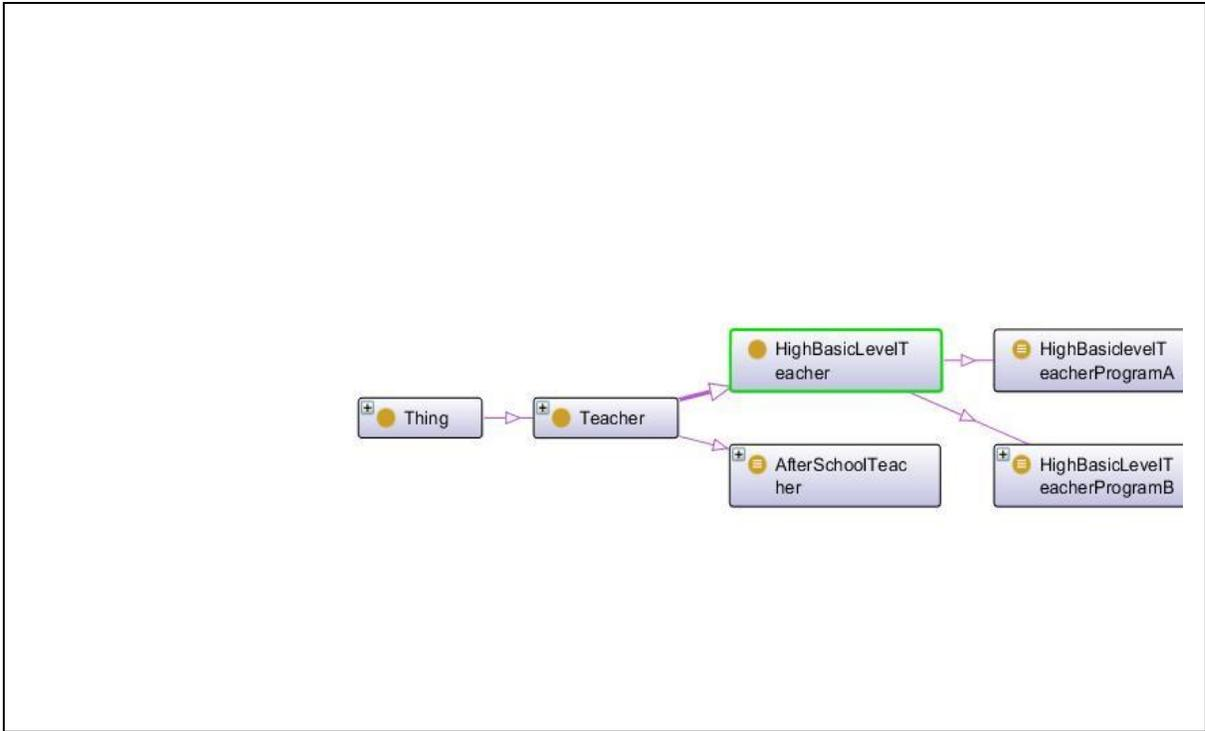 HighBasicLevelT
eacher
HighBasiclevelT
eacherProgramA
Thing
Teacher
AfterSchoolTeac
her
HighBasicLevelT
eacherProgramB